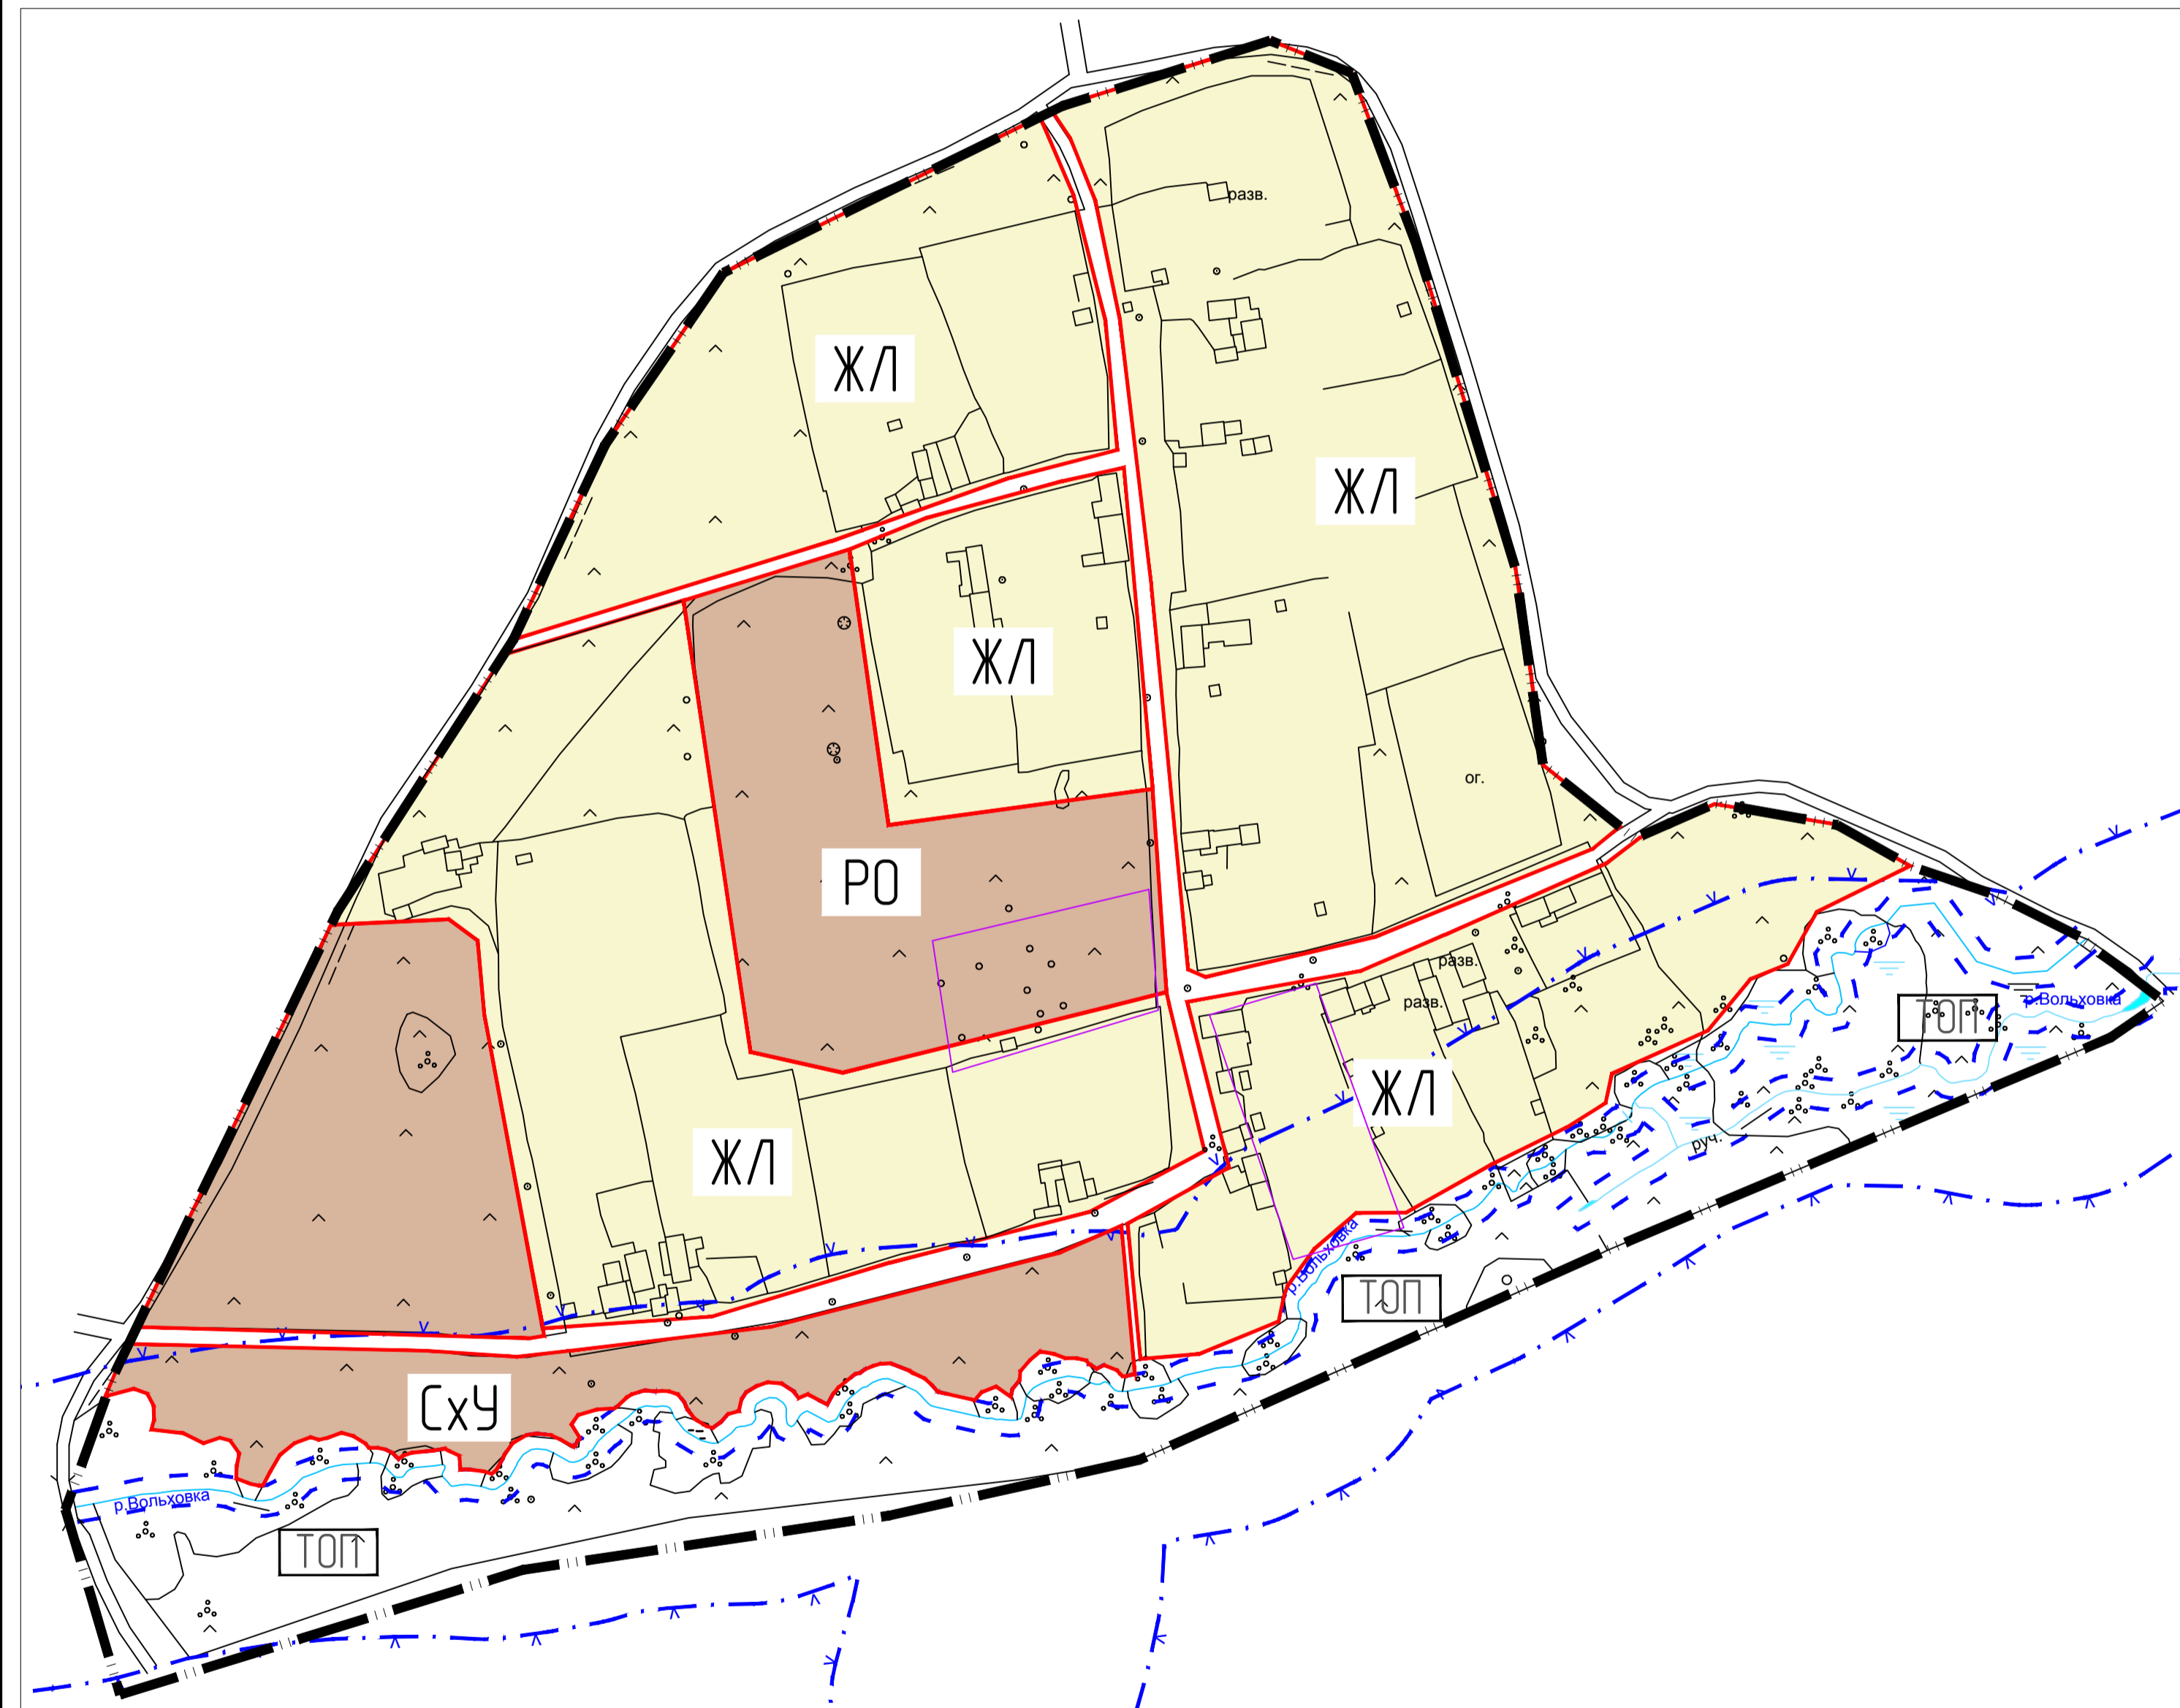 разв.
ЖЛ
ЖЛ
ЖЛ
ог.
РО
разв.
разв.
р.Вольховка
ТОП
ЖЛ
руч.
ЖЛ
р.Вольховка
ТОП
СхУ
р.Вольховка
ТОП